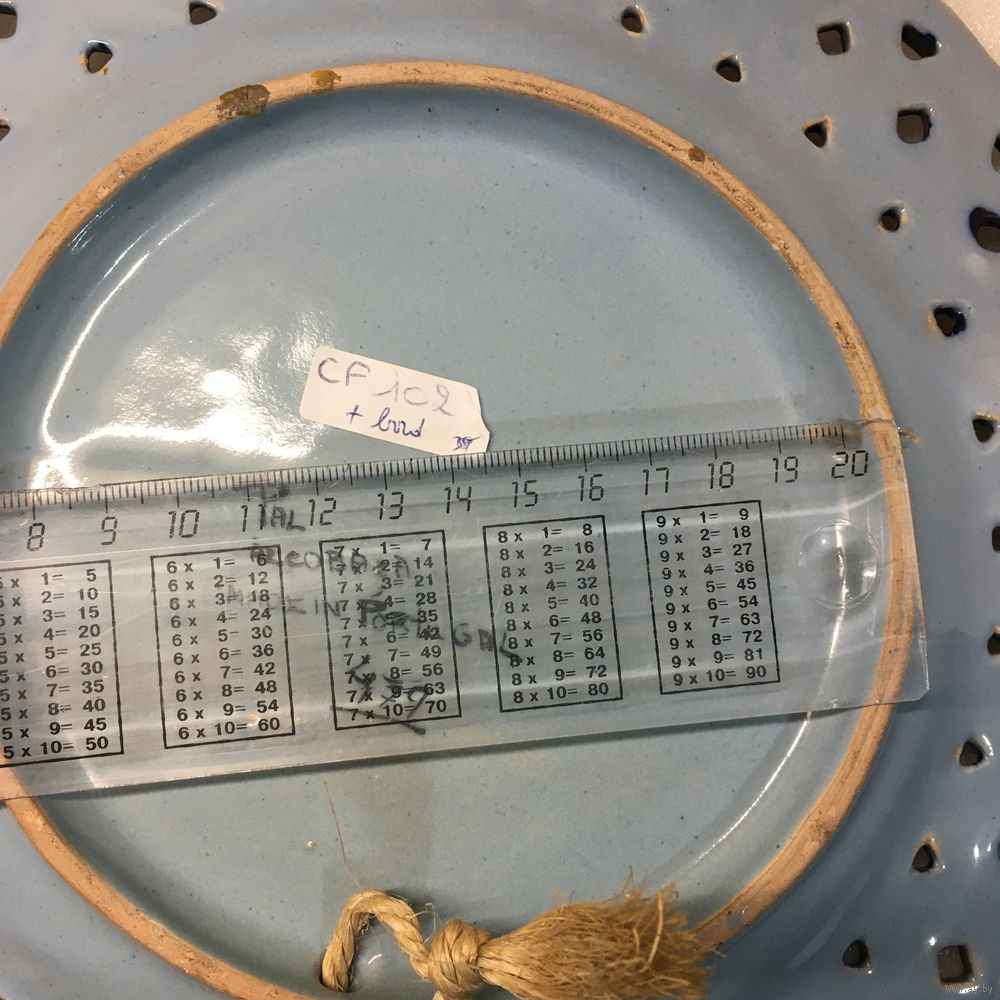 CF 102
+ bird
8 9 10 11 12 13 14 15 16 17 18 19 20
AL
MADE IN PORTUGAL
x 1= 5
x 2= 10
x 3= 15
x 4= 20
x 5= 25
x 6= 30
5 x 7= 35
5 x 8= 40
5 x 9= 45
5 x 10= 50
6 x 1= 6
6 x 2= 12
6 x 3= 18
6 x 4= 24
6 x 5= 30
6 x 6= 36
6 x 7= 42
6 x 8= 48
6 x 9= 54
6 x 10= 60
7 x 1= 7
7 x 2= 14
7 x 3= 21
7 x 4= 28
7 x 5= 35
7 x 6= 42
7 x 7= 49
7 x 8= 56
7 x 9= 63
7 x 10= 70
8 x 1= 8
8 x 2= 16
8 x 3= 24
8 x 4= 32
8 x 5= 40
8 x 6= 48
8 x 7= 56
8 x 8= 64
8 x 9= 72
8 x 10= 80
9 x 1= 9
9 x 2= 18
9 x 3= 27
9 x 4= 36
9 x 5= 45
9 x 6= 54
9 x 7= 63
9 x 8= 72
9 x 9= 81
9 x 10= 90